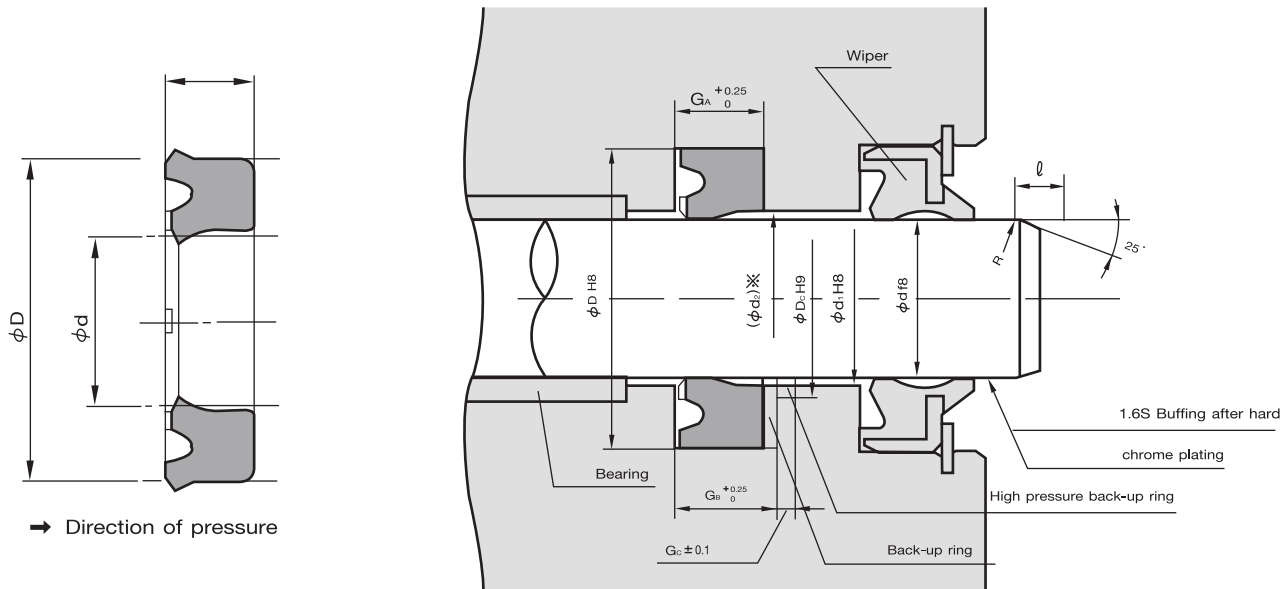 φD
φd
➡ Direction of pressure
Wiper
GA +0.25 0
ℓ
R
25°
φD H8
(φd2)※
φDc H9
φd1 H8
φd f8
1.6S Buffing after hard
chrome plating
Bearing
GB +0.25 0
High pressure back-up ring
Gc ± 0.1
Back-up ring